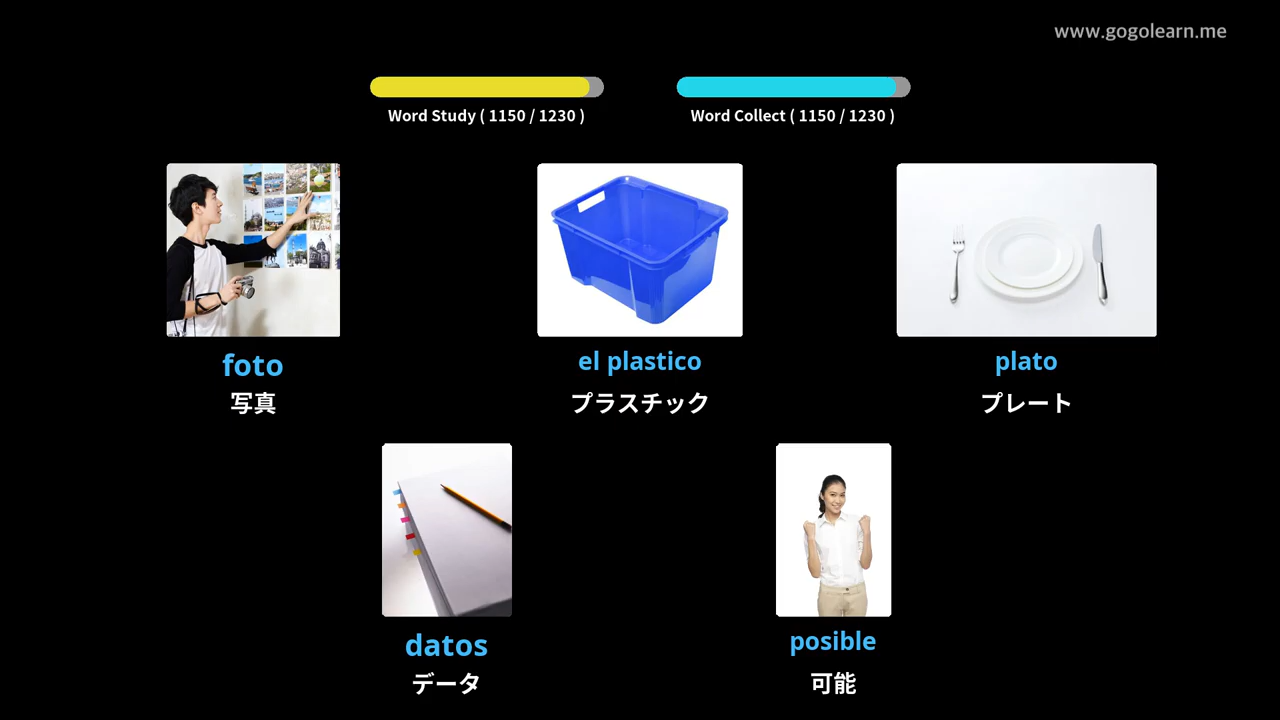 www.gogolearn.me
Word Study ( 1150 / 1230 )
Word Collect ( 1150 / 1230 )
foto
写真
el plastico
プラスチック
plato
プレート
datos
データ
posible
可能